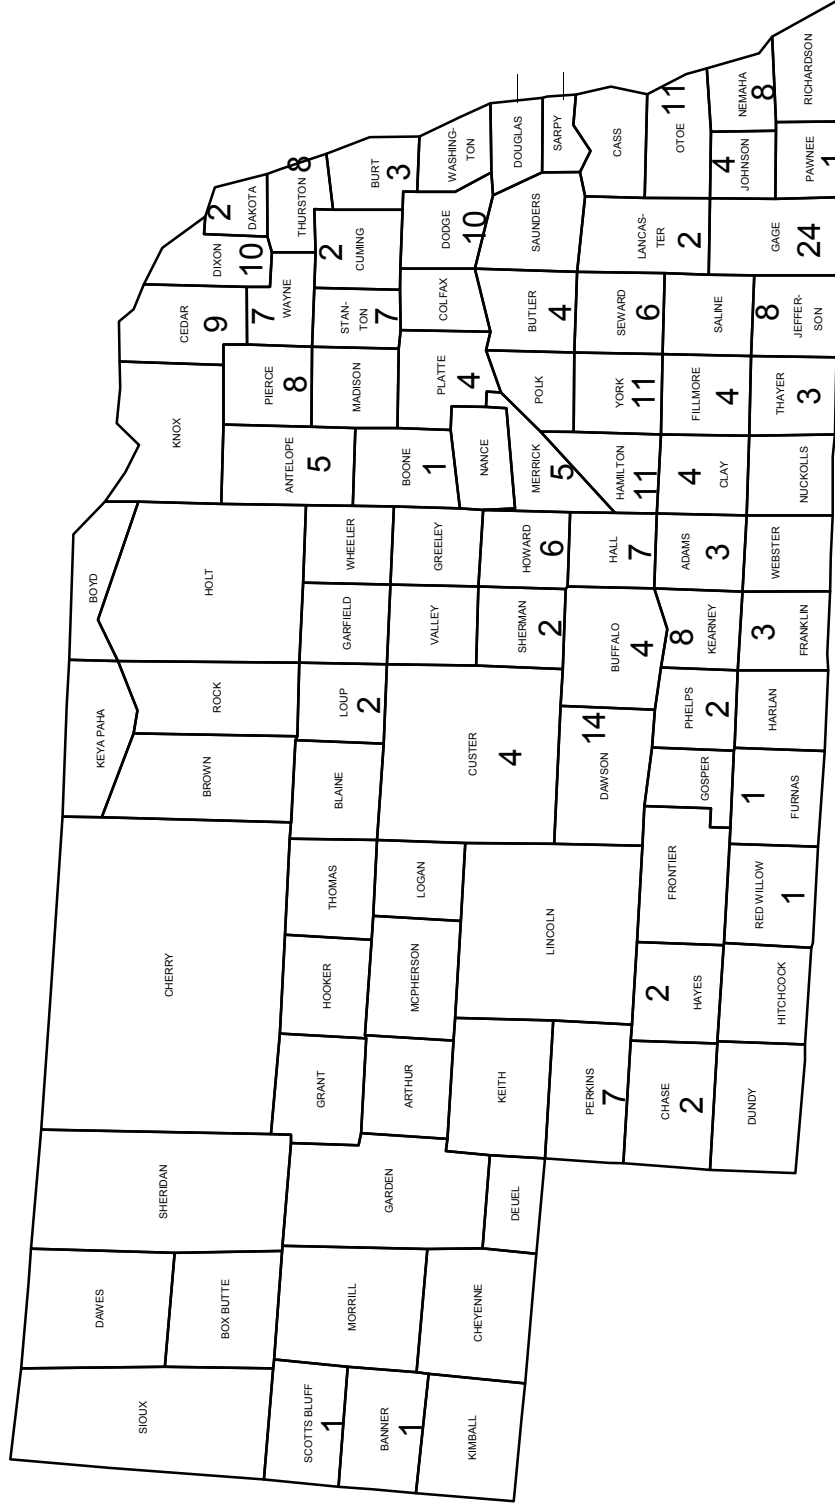 SIOUX
DAWES
BOX BUTTE
SHERIDAN
CHERRY
KEYA PAHA
BOYD
BROWN
ROCK
HOLT
KNOX
CEDAR
9
DIXON
10
DAKOTA
2
SCOTTS BLUFF
1
BANNER
1
KIMBALL
MORRILL
CHEYENNE
GARDEN
DEUEL
GRANT
HOOKER
THOMAS
BLAINE
LOUP
2
GARFIELD
WHEELER
ANTELOPE
5
PIERCE
8
WAYNE
7
THURSTON
8
ARTHUR
MCPHERSON
LOGAN
CUSTER
4
VALLEY
GREELEY
BOONE
1
MADISON
STAN-
TON
7
CUMING
2
BURT
3
KEITH
LINCOLN
SHERMAN
2
HOWARD
6
NANCE
MERRICK
5
PLATTE
4
COLFAX
DODGE
10
WASHING-
TON
PERKINS
7
DAWSON
14
BUFFALO
4
HALL
7
HAMILTON
11
POLK
YORK
11
BUTLER
4
SEWARD
6
SAUNDERS
DOUGLAS
SARPY
LANCAS-
TER
2
CASS
OTOE
11
CHASE
2
HAYES
2
FRONTIER
GOSPER
PHELPS
2
KEARNEY
8
ADAMS
3
CLAY
4
FILLMORE
4
SALINE
GAGE
24
JOHNSON
4
NEMAHA
8
DUNDY
HITCHCOCK
RED WILLOW
1
FURNAS
1
HARLAN
FRANKLIN
3
WEBSTER
NUCKOLLS
THAYER
3
JEFFER-
SON
8
PAWNEE
1
RICHARDSON